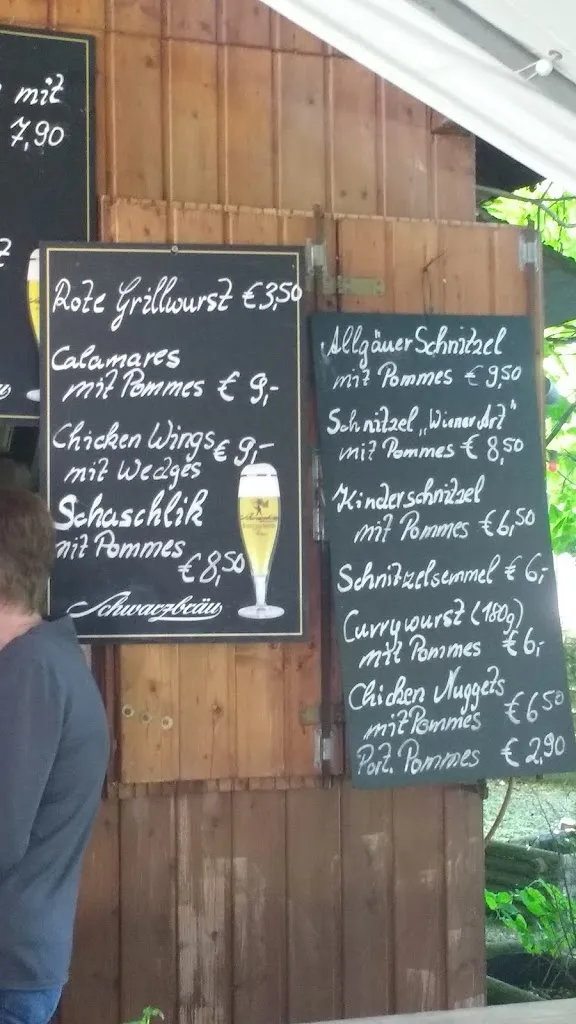 mit
7,90
Rote Grillwurst €3,50
Calamares
mit Pommes € 9,-
Chicken Wings € 9,-
mit Wedges
Schaschlik
mit Pommes
€ 8,50
Schwarzbräu
Allgäuer Schnitzel
mit Pommes € 9,50
Schnitzel „Wiener Art"
mit Pommes € 8,50
Kinderschnitzel
mit Pommes €6,50
Schnitzelsemmel € 6,-
Currywurst (180g)
mit Pommes € 6,-
Chicken Nuggets
mit Pommes €6,50
Port. Pommes € 2,90